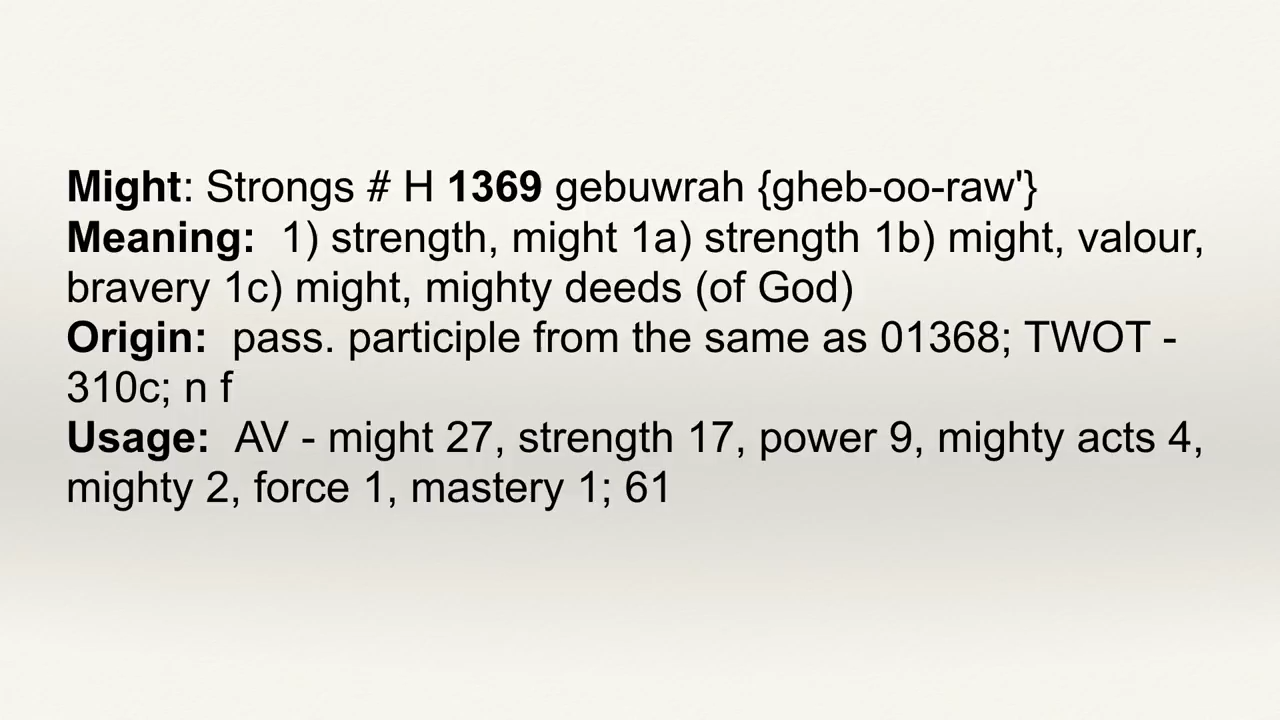 Might: Strongs # H 1369 gebuwrah {gheb-oo-raw'}
Meaning:  1) strength, might 1a) strength 1b) might, valour,
bravery 1c) might, mighty deeds (of God)
Origin:  pass. participle from the same as 01368; TWOT -
310c; n f
Usage:  AV - might 27, strength 17, power 9, mighty acts 4,
mighty 2, force 1, mastery 1; 61